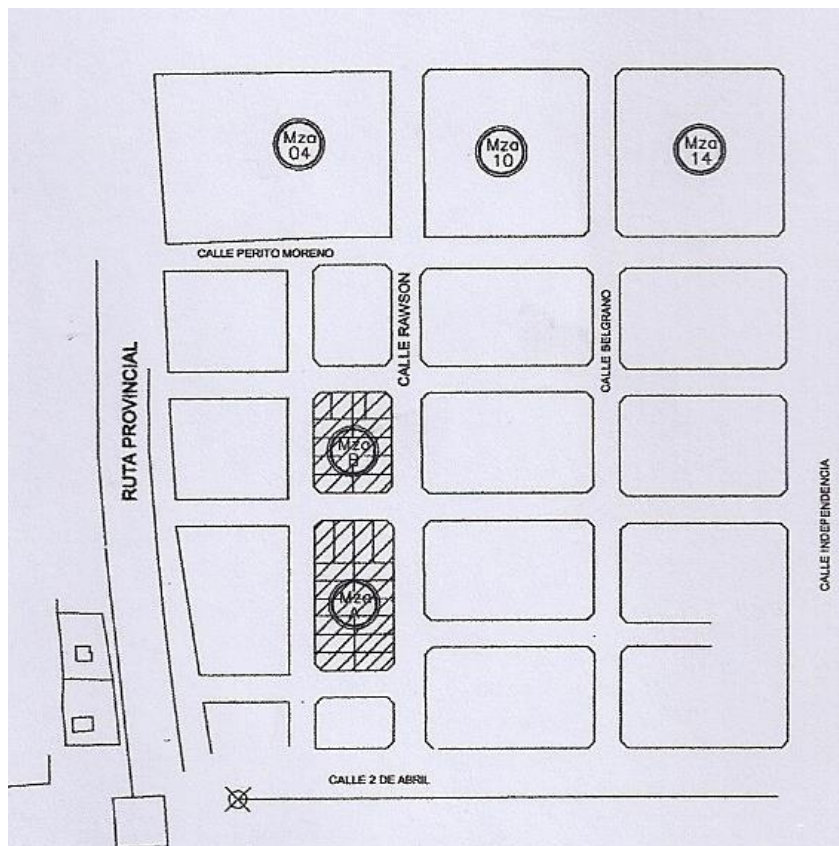 Mza
04
Mza
10
Mza
14
CALLE PERITO MORENO
CALLE RAWSON
CALLE BELGRANO
RUTA PROVINCIAL
Mza
B
CALLE INDEPENDENCIA
Mza
A
CALLE 2 DE ABRIL